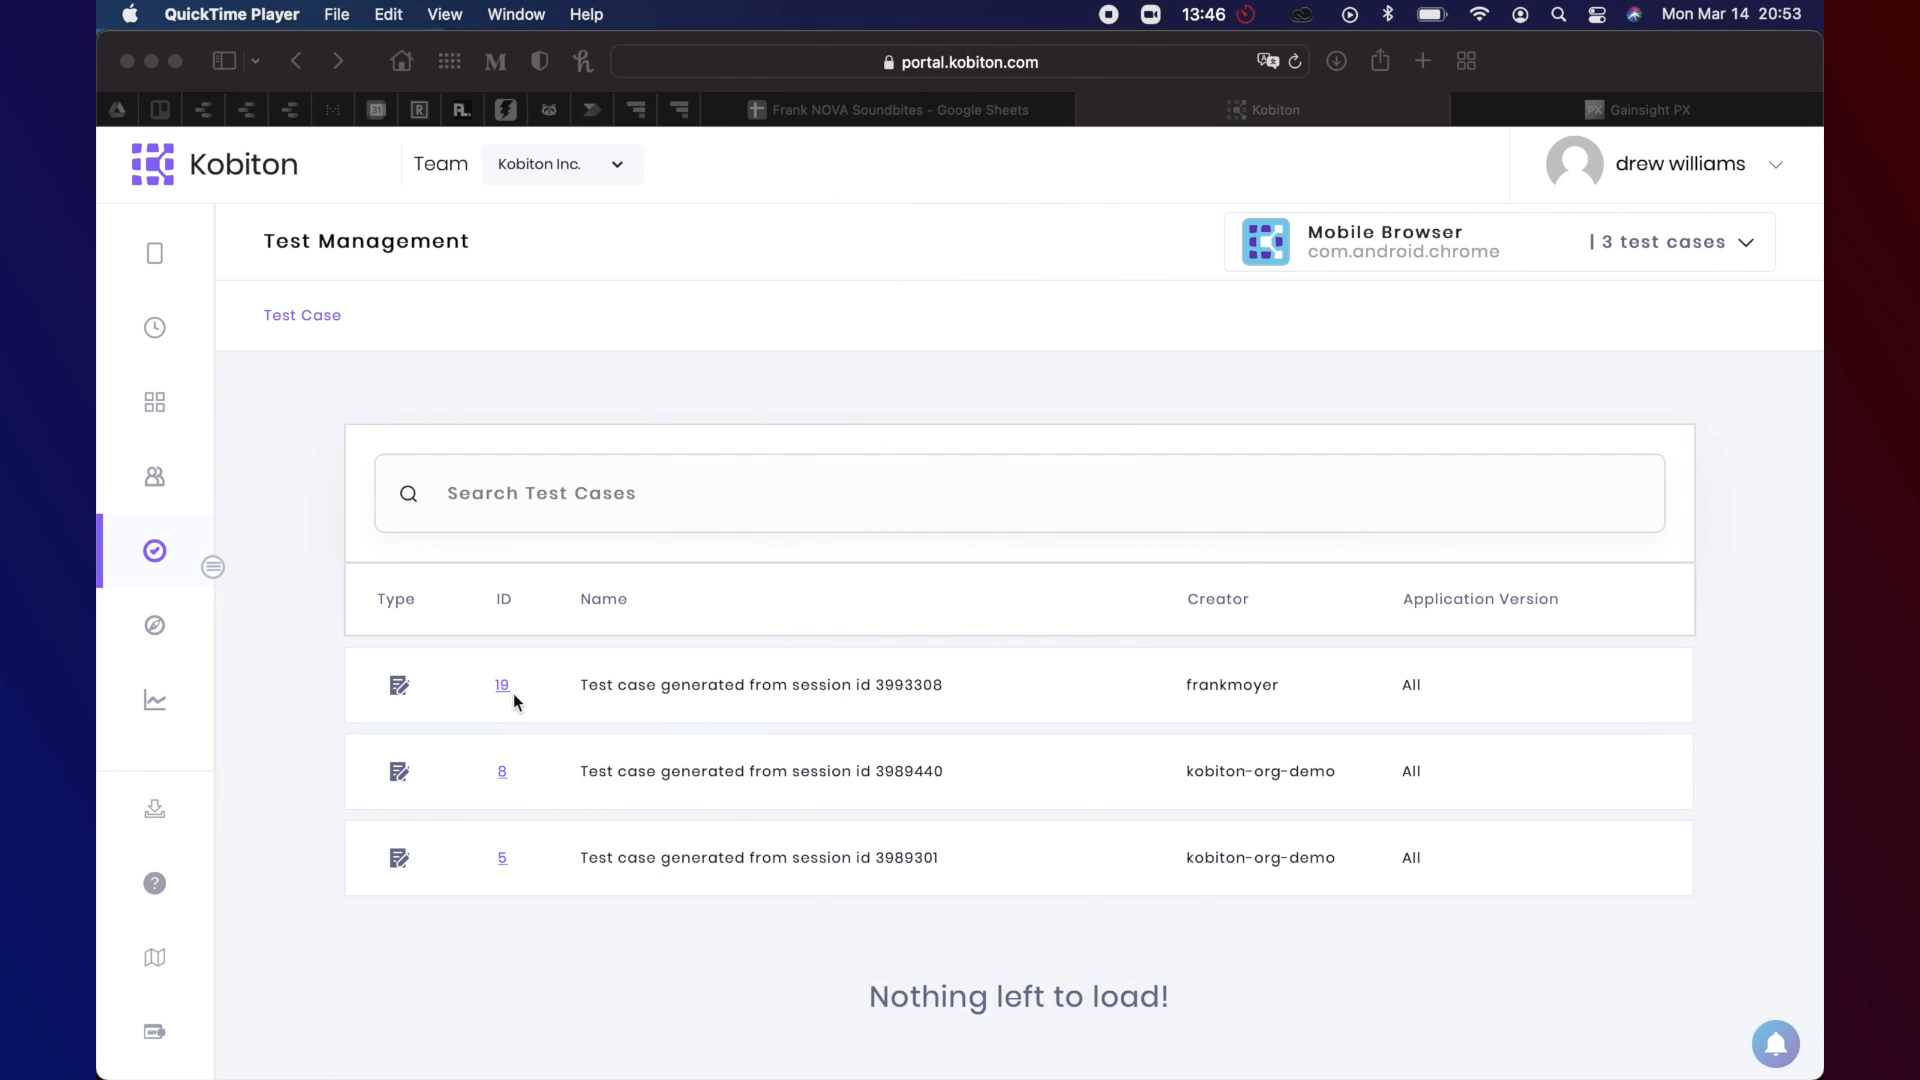 QuickTime Player File Edit View Window Help 13:46 Mon Mar 14 20:53
portal.kobiton.com
Frank NOVA Soundbites - Google Sheets Kobiton PX Gainsight PX
Kobiton Team Kobiton Inc. drew williams
Test Management
Mobile Browser
com.android.chrome
| 3 test cases
Test Case
Search Test Cases
Type ID Name Creator Application Version
19 Test case generated from session id 3993308 frankmoyer All
8 Test case generated from session id 3989440 kobiton-org-demo All
5 Test case generated from session id 3989301 kobiton-org-demo All
Nothing left to load!